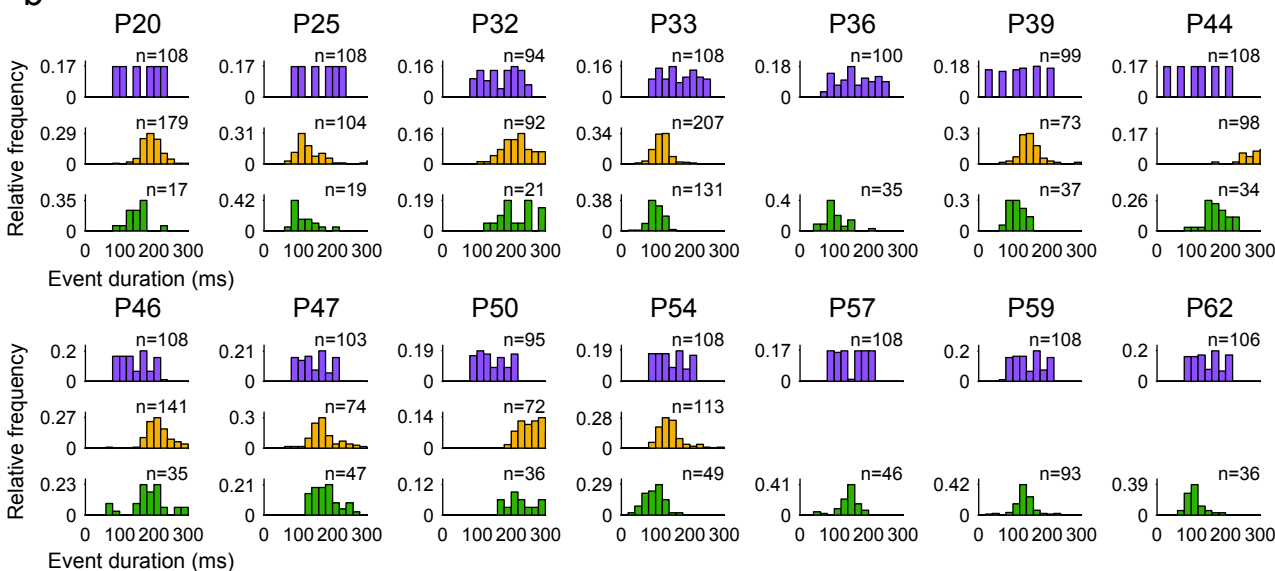 P20 P25 P32 P33 P36 P39 P44
n=108 n=108 n=94 n=108 n=100 n=99 n=108
0.17 0.17 0.16 0.16 0.18 0.18 0.17
0 0 0 0 0 0 0
n=179 n=104 n=92 n=207 n=73 n=98
0.29 0.31 0.16 0.34 0.3 0.17
0 0 0 0 0 0
n=17 n=19 n=21 n=131 n=35 n=37 n=34
0.35 0.42 0.19 0.38 0.4 0.3 0.26
0 0 0 0 0 0 0
0 100 200 300 0 100 200 300 0 100 200 300 0 100 200 300 0 100 200 300 0 100 200 300 0 100 200 300
Relative frequency
Event duration (ms)
P46 P47 P50 P54 P57 P59 P62
n=108 n=103 n=95 n=108 n=108 n=108 n=106
0.2 0.21 0.19 0.19 0.17 0.2 0.2
0 0 0 0 0 0 0
n=141 n=74 n=72 n=113
0.27 0.3 0.14 0.28
0 0 0 0
n=35 n=47 n=36 n=49 n=46 n=93 n=36
0.23 0.21 0.12 0.29 0.41 0.42 0.39
0 0 0 0 0 0 0
0 100 200 300 0 100 200 300 0 100 200 300 0 100 200 300 0 100 200 300 0 100 200 300 0 100 200 300
Relative frequency
Event duration (ms)